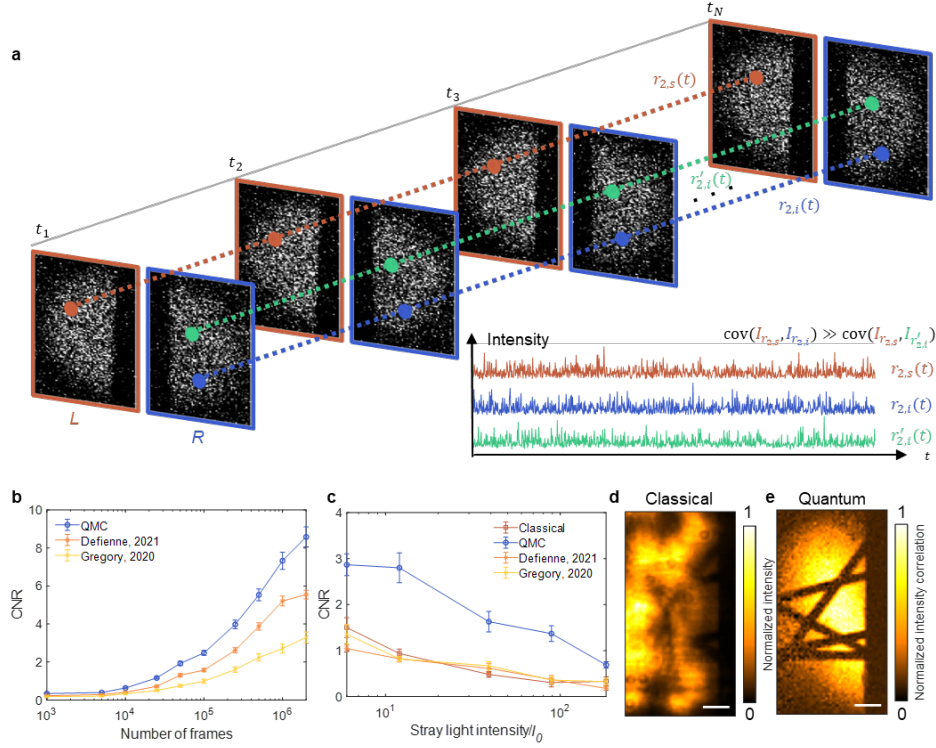 a
t_N
t_3
t_2
t_1
r_{2,s}(t)
r'_{2,i}(t)
. . .
r_{2,i}(t)
L
R
Intensity
cov(I_{r_{2,s}}, I_{r_{2,i}}) ≫ cov(I_{r_{2,s}}, I_{r'_{2,i}})
r_{2,s}(t)
r_{2,i}(t)
r'_{2,i}(t)
t
b
10
8
6
4
2
0
CNR
QMC
Defienne, 2021
Gregory, 2020
10^3
10^4
10^5
10^6
Number of frames
c
4
3
2
1
0
CNR
Classical
QMC
Defienne, 2021
Gregory, 2020
10^1
10^2
Stray light intensity/I_0
d
Classical
1
0
Normalized intensity
e
Quantum
1
0
Normalized intensity correlation